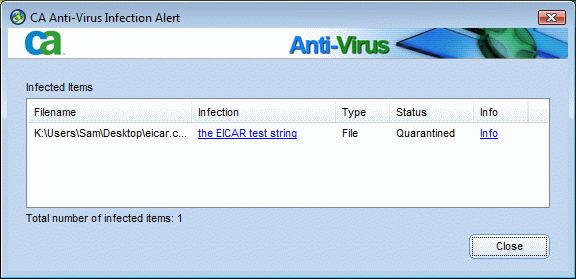 CA Anti-Virus Infection Alert
ca Anti-Virus
Infected Items
Filename Infection Type Status Info
K:\Users\Sam\Desktop\eicar.c... the EICAR test string File Quarantined Info
Total number of infected items: 1
Close